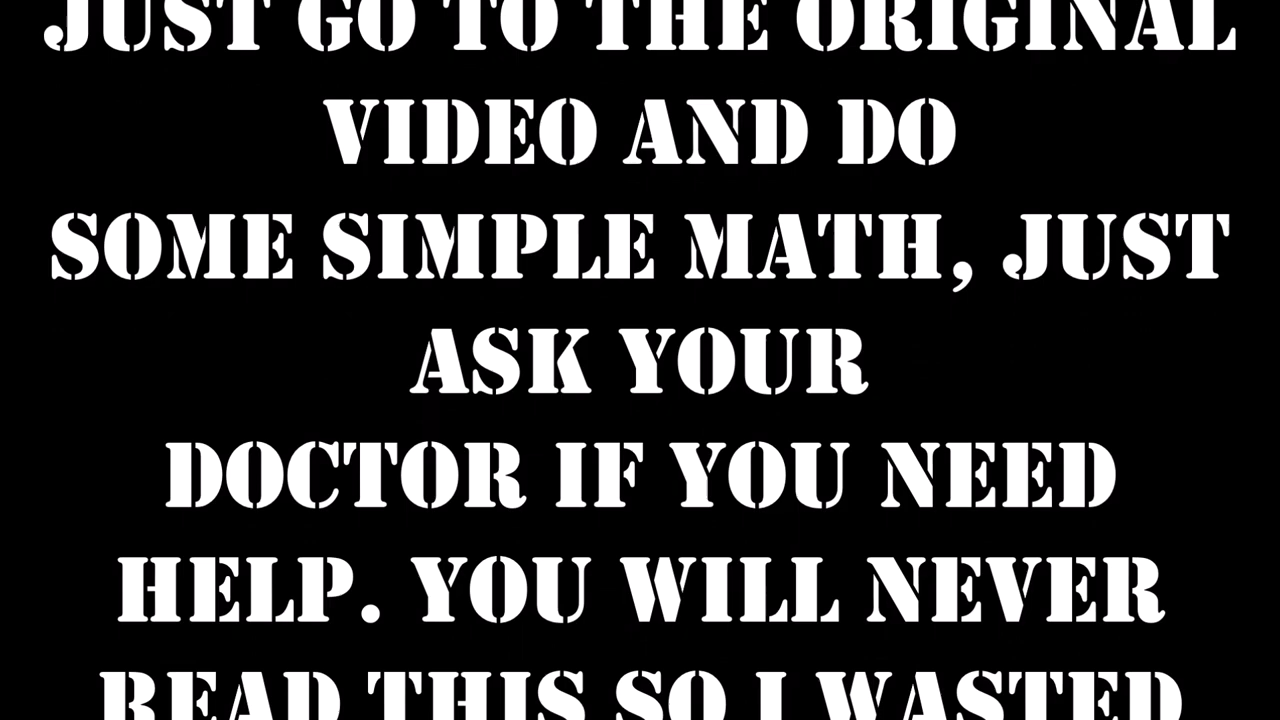 JUST GO TO THE ORIGINAL
VIDEO AND DO
SOME SIMPLE MATH, JUST
ASK YOUR
DOCTOR IF YOU NEED
HELP. YOU WILL NEVER
READ THIS SO I WASTED